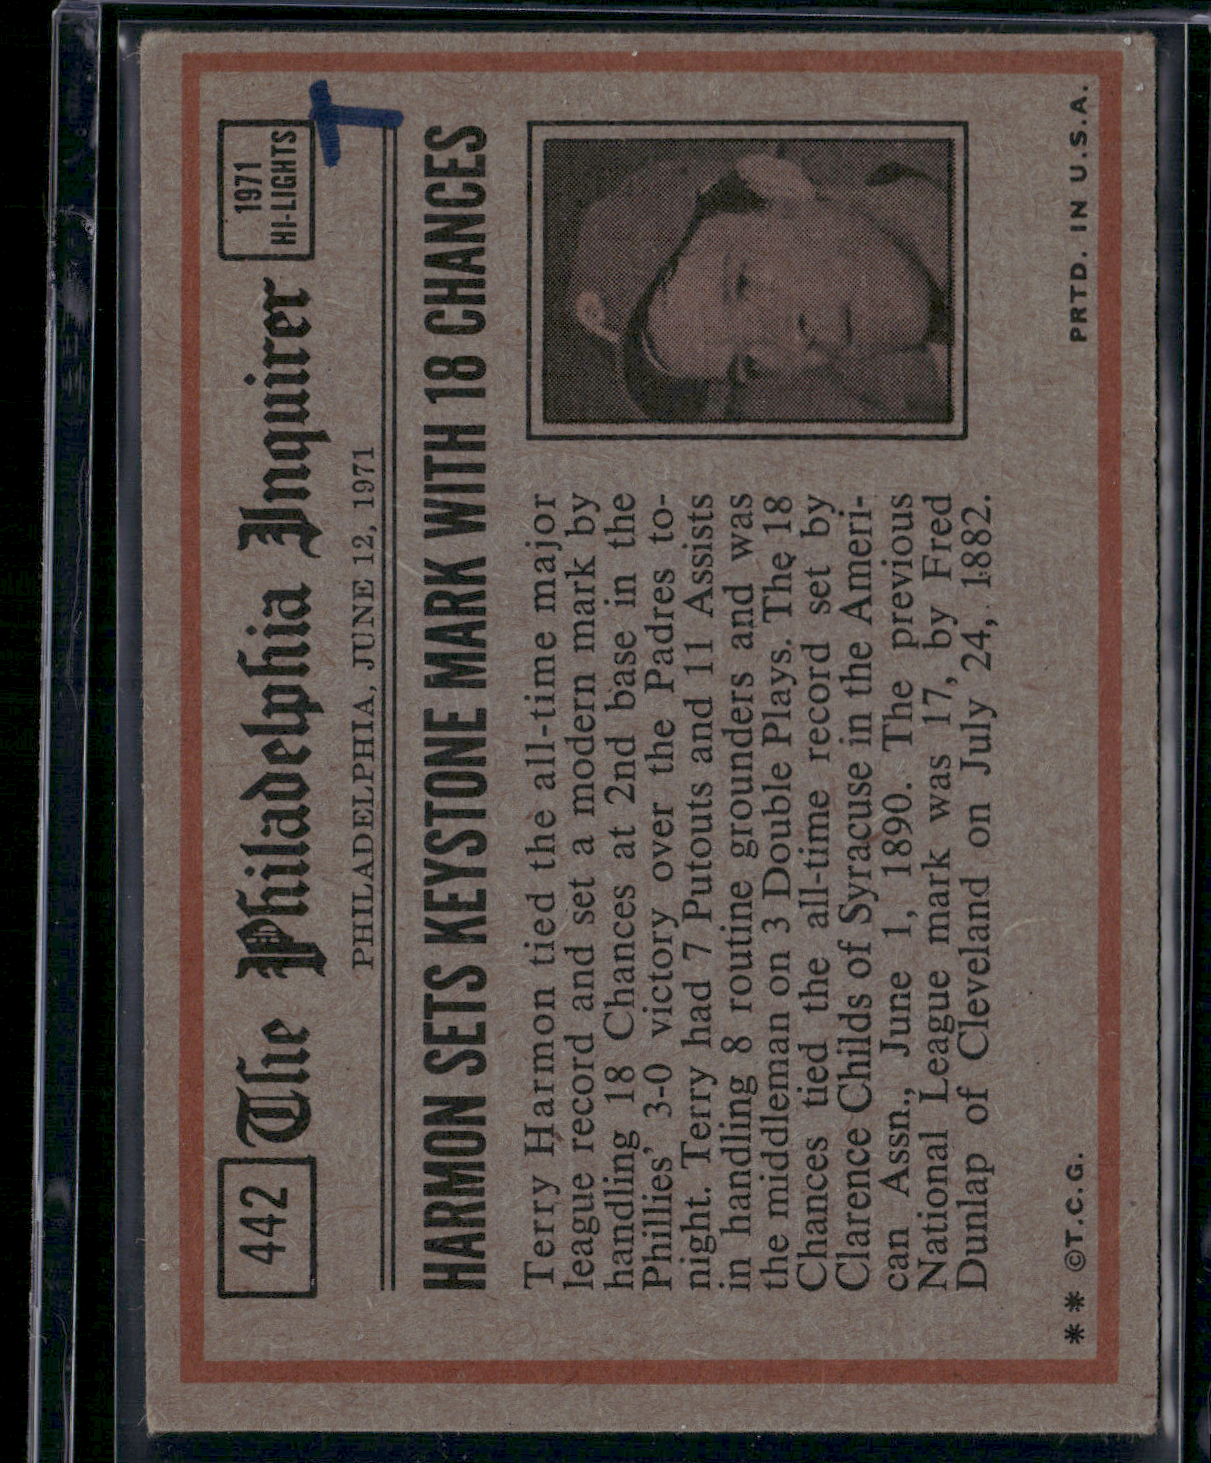 442 The Philadelphia Inquirer 1971
HI-LIGHTS
T
PHILADELPHIA, JUNE 12, 1971
HARMON SETS KEYSTONE MARK WITH 18 CHANCES
Terry Harmon tied the all-time major
league record and set a modern mark by
handling 18 Chances at 2nd base in the
Phillies' 3-0 victory over the Padres to-
night. Terry had 7 Putouts and 11 Assists
in handling 8 routine grounders and was
the middleman on 3 Double Plays. The 18
Chances tied the all-time record set by
Clarence Childs of Syracuse in the Ameri-
can Assn., June 1, 1890. The previous
National League mark was 17, by Fred
Dunlap of Cleveland on July 24, 1882.
** ©T.C.G. PRTD. IN U.S.A.